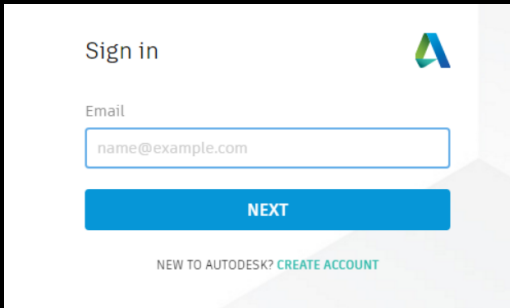 Sign in
Email
name@example.com
NEXT
NEW TO AUTODESK? CREATE ACCOUNT